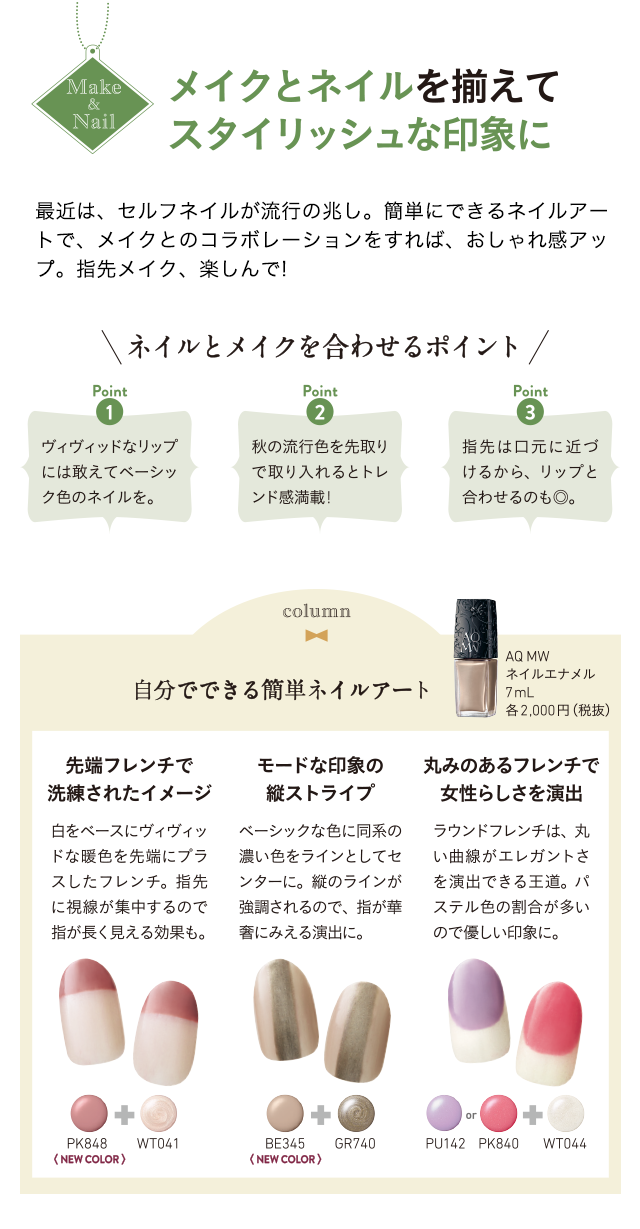 Make
&
Nail
メイクとネイルを揃えて
スタイリッシュな印象に
最近は、セルフネイルが流行の兆し。簡単にできるネイルアー
トで、メイクとのコラボレーションをすれば、おしゃれ感アッ
プ。指先メイク、楽しんで!
ネイルとメイクを合わせるポイント
Point
1
ヴィヴィッドなリップ
には敢えてベーシッ
ク色のネイルを。
Point
2
秋の流行色を先取り
で取り入れるとトレ
ンド感満載!
Point
3
指先は口元に近づ
けるから、リップと
合わせるのも◎。
column
自分でできる簡単ネイルアート
AQ
MW
AQ MW
ネイルエナメル
7mL
各2,000円(税抜)
先端フレンチで
洗練されたイメージ
白をベースにヴィヴィッ
ドな暖色を先端にプラ
スしたフレンチ。指先
に視線が集中するので
指が長く見える効果も。
PK848
WT041
〈 NEW COLOR 〉
モードな印象の
縦ストライプ
ベーシックな色に同系の
濃い色をラインとしてセ
ンターに。縦のラインが
強調されるので、指が華
奢にみえる演出に。
BE345
GR740
〈 NEW COLOR 〉
丸みのあるフレンチで
女性らしさを演出
ラウンドフレンチは、丸
い曲線がエレガントさ
を演出できる王道。パ
ステル色の割合が多い
ので優しい印象に。
or
PU142 PK840 WT044